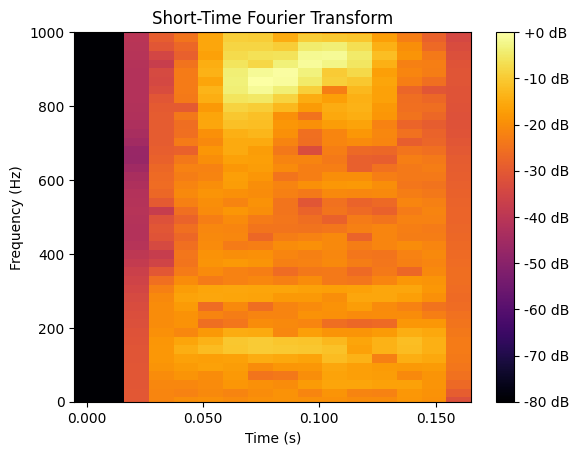 Short-Time Fourier Transform
1000
800
600
400
200
0
Frequency (Hz)
0.000
0.050
0.100
0.150
Time (s)
+0 dB
-10 dB
-20 dB
-30 dB
-40 dB
-50 dB
-60 dB
-70 dB
-80 dB